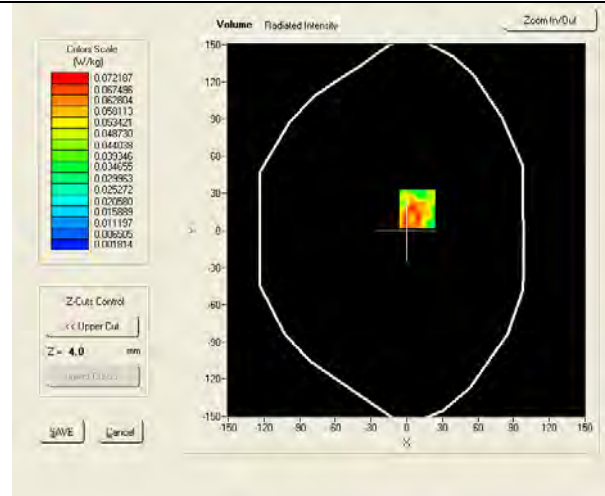 Volume Radiated Intensity
Zoom In/Out
Colors Scale
(W/kg)
0.072187
0.067496
0.062804
0.058113
0.053421
0.048730
0.044038
0.039346
0.034655
0.029963
0.025272
0.020580
0.015889
0.011197
0.006505
0.001814
150-
120-
90-
60-
30-
0-
-30-
-60-
-90-
-120-
-150-
Y
-150 -120 -90 -60 -30 0 30 60 90 120 150
X
Z-Cuts Control
<< Upper Cut
Z = 4.0 mm
SAVE Cancel